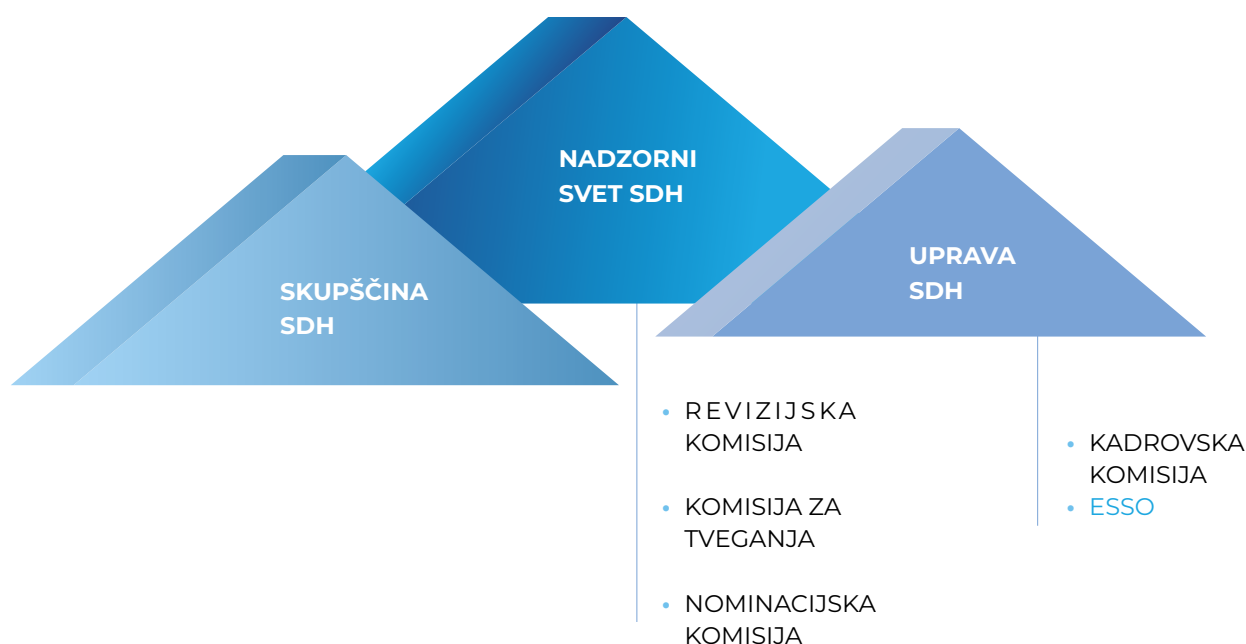 NADZORNI
SVET SDH
SKUPŠČINA
SDH
UPRAVA
SDH
• REVIZIJSKA
KOMISIJA
• KOMISIJA ZA
TVEGANJA
• NOMINACIJSKA
KOMISIJA
• KADROVSKA
KOMISIJA
• ESSO